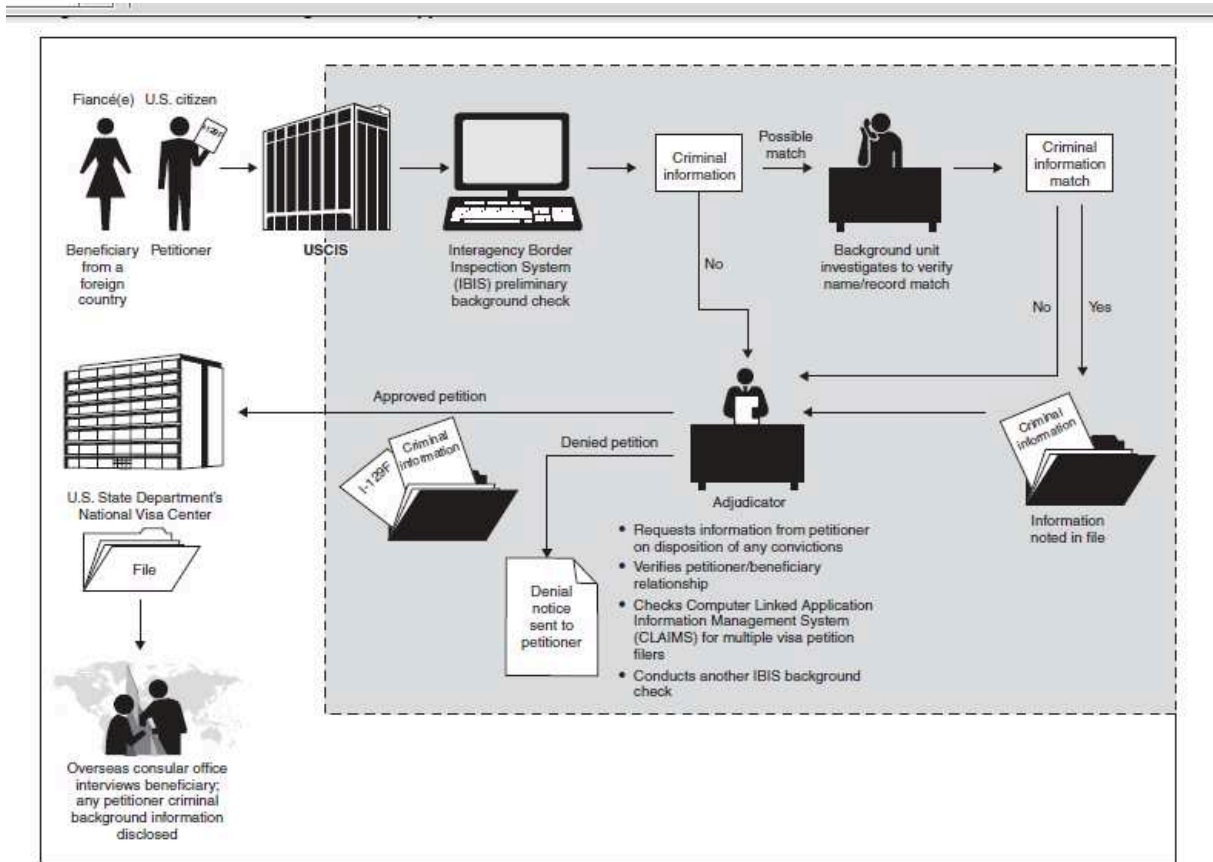 Fiancé(e) U.S. citizen
I-129F
Beneficiary
from a
foreign
country
Petitioner
USCIS
Interagency Border
Inspection System
(IBIS) preliminary
background check
Criminal
information
Possible
match
No
Background unit
investigates to verify
name/record match
Criminal
information
match
No
Yes
Criminal
information
Information
noted in file
Adjudicator
• Requests information from petitioner
on disposition of any convictions
• Verifies petitioner/beneficiary
relationship
• Checks Computer Linked Application
Information Management System
(CLAIMS) for multiple visa petition
filers
• Conducts another IBIS background
check
Approved petition
I-129F
Criminal
information
Denied petition
Denial
notice
sent to
petitioner
U.S. State Department's
National Visa Center
File
Overseas consular office
interviews beneficiary;
any petitioner criminal
background information
disclosed